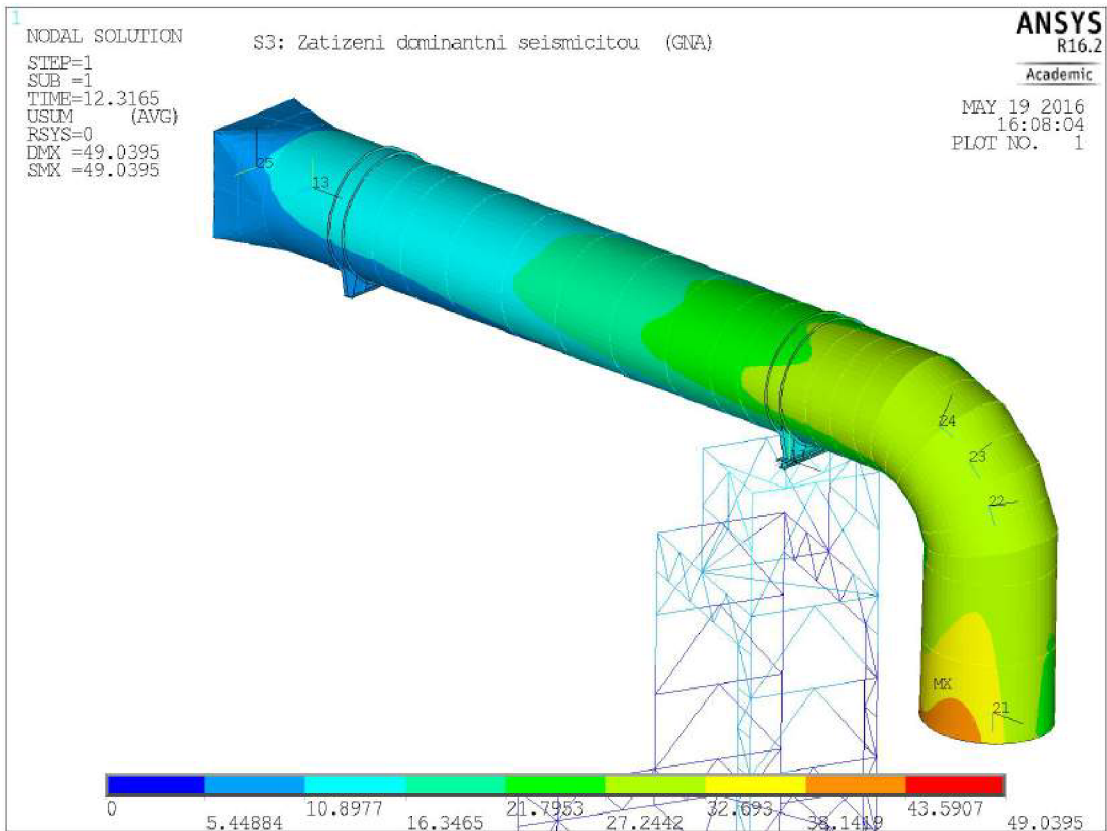 1
NODAL SOLUTION
STEP=1
SUB =1
TIME=12.3165
USUM (AVG)
RSYS=0
DMX =49.0395
SMX =49.0395
S3: Zatizeni dominantni seismicitou (GNA)
ANSYS
R16.2
Academic
MAY 19 2016
16:08:04
PLOT NO. 1
25
13
24
23
22
MX
21
0
5.44884
10.8977
16.3465
21.7953
27.2442
32.693
38.1419
43.5907
49.0395